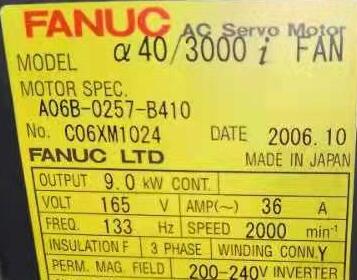 FANUC AC Servo Motor
MODEL α40/3000 i FAN
MOTOR SPEC.
A06B-0257-B410
No. C06XM1024 DATE 2006.10
FANUC LTD MADE IN JAPAN
OUTPUT 9.0 kW CONT.
VOLT 165 V AMP(~) 36 A
FREQ. 133 Hz SPEED 2000 min⁻¹
INSULATION F 3 PHASE WINDING CONN.Y
PERM. MAG. FIELD 200-240V INVERTER